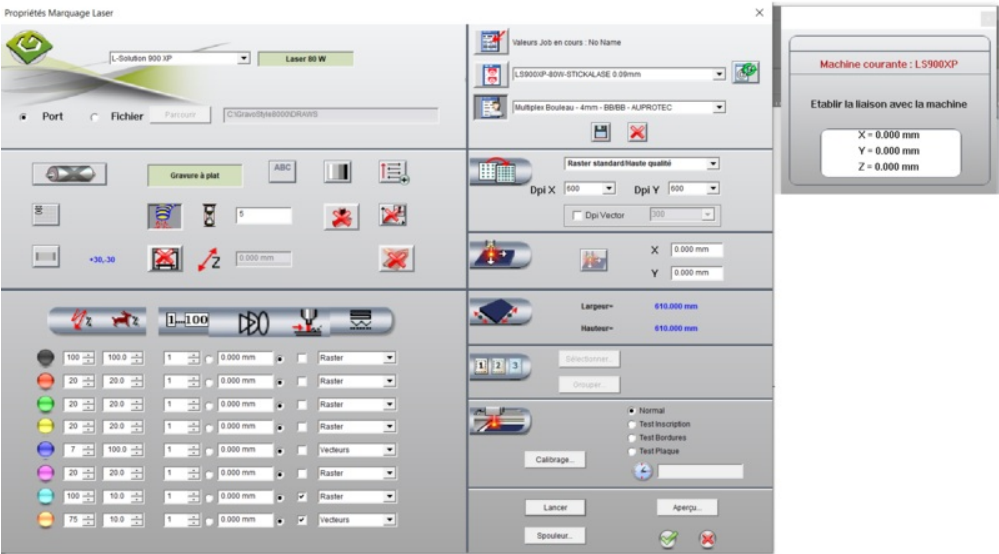 Propriétés Marquage Laser
L-Solution 900 XP
Laser 80 W
Port
Fichier
Parcourir
C:\GravoStyle8000\DRAWS
Gravure à plat
ABC
5
+30,-30
Z
0.000 mm
Z
1...100
100 100.0 1 0.000 mm Raster
20 20.0 1 0.000 mm Raster
20 20.0 1 0.000 mm Raster
20 20.0 1 0.000 mm Raster
7 100.0 1 0.000 mm Vecteurs
20 20.0 1 0.000 mm Raster
100 10.0 1 0.000 mm Raster
75 10.0 1 0.000 mm Vecteurs
Valeurs Job en cours : No Name
LS900XP-80W-STICKALASE 0.09mm
Multiplex Bouleau - 4mm - BB/BB - AUPROTEC
Raster standard/Haute qualité
Dpi X 600 Dpi Y 600
Dpi Vector 300
X 0.000 mm
Y 0.000 mm
Largeur= 610.000 mm
Hauteur= 610.000 mm
1 2 3
Sélectionner...
Grouper...
Normal
Test Inscription
Test Bordures
Test Plaque
Calibrage...
Lancer
Aperçu...
Spouleur...
Machine courante : LS900XP
Etablir la liaison avec la machine
X = 0.000 mm
Y = 0.000 mm
Z = 0.000 mm